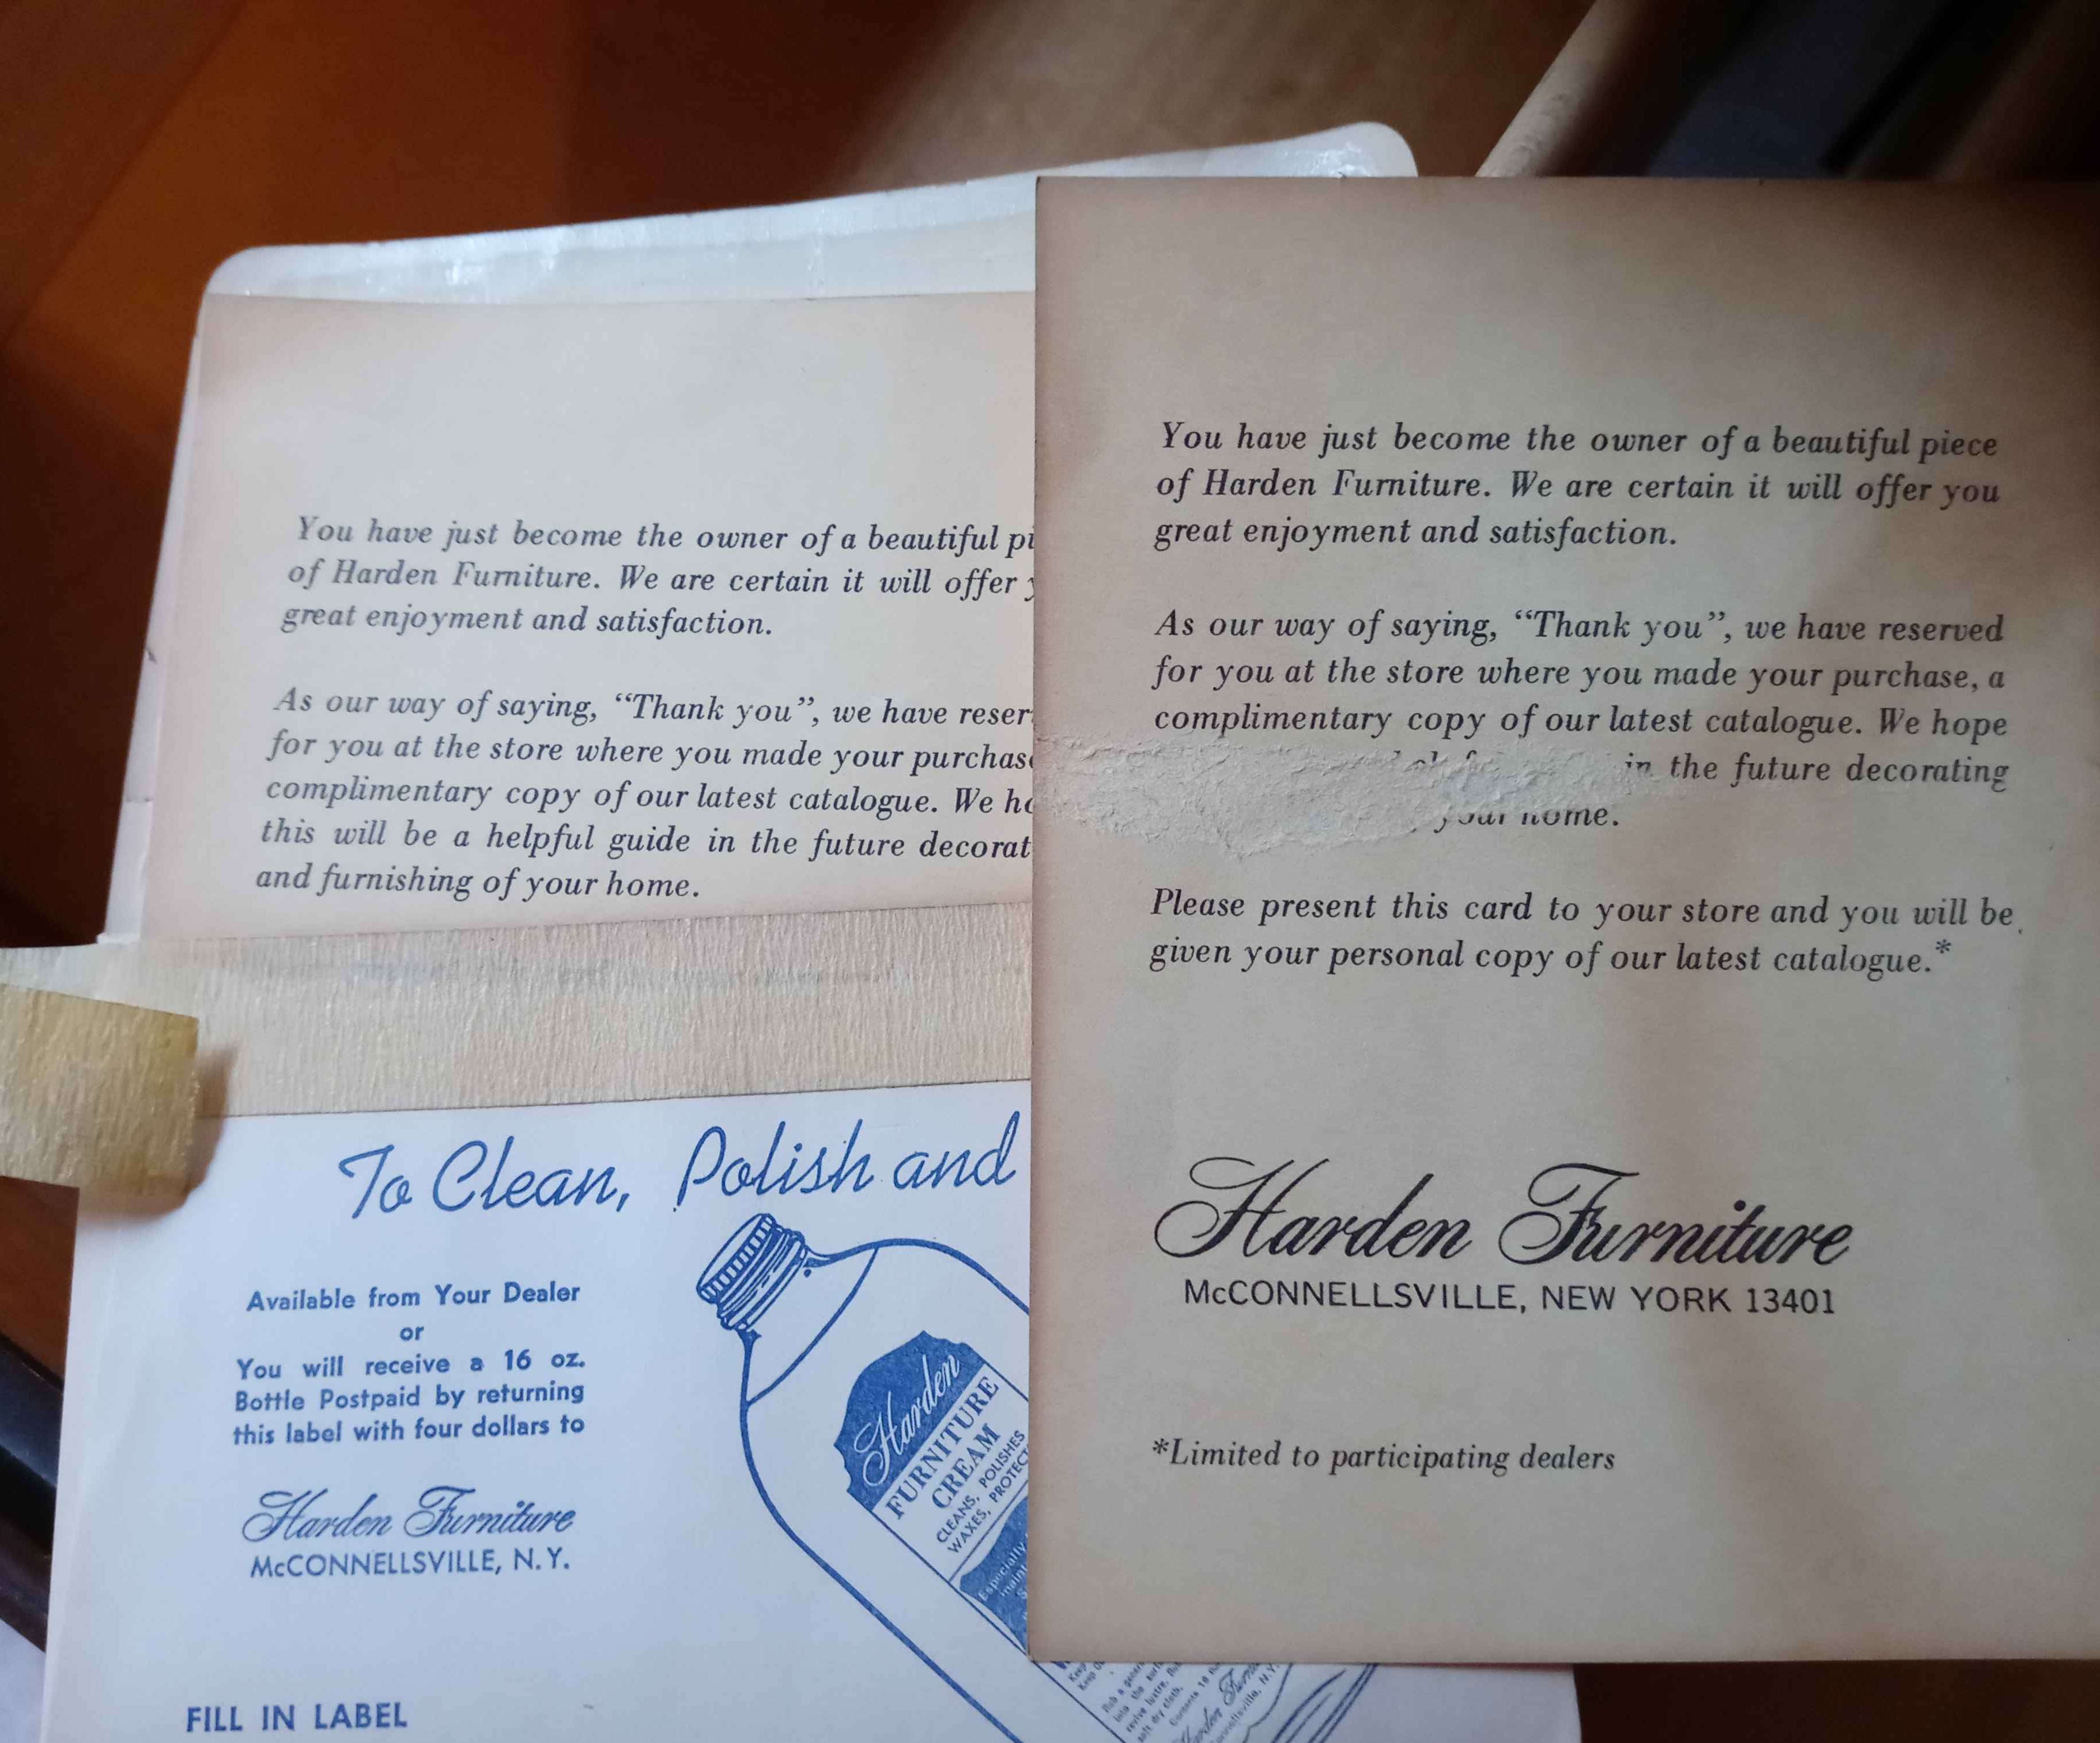 You have just become the owner of a beautiful
of Harden Furniture. We are certain it will offer
great enjoyment and satisfaction.
As our way of saying, “Thank you”, we have
for you at the store where you made your
complimentary copy of our latest catalogue. We
this will be a helpful guide in the future
and furnishing of your home.
To Clean, Polish and
Available from Your Dealer
or
You will receive a 16 oz.
Bottle Postpaid by returning
this label with four dollars to
Harden Furniture
McCONNELLSVILLE, N.Y.
FILL IN LABEL
Harden
FURNITURE
CREAM
CLEANS, POLISHES
WAXES,
Especially
You have just become the owner of a beautiful piece
of Harden Furniture. We are certain it will offer you
great enjoyment and satisfaction.
As our way of saying, “Thank you”, we have reserved
for you at the store where you made your purchase, a
complimentary copy of our latest catalogue. We hope
in the future decorating
your home.
Please present this card to your store and you will be
given your personal copy of our latest catalogue.*
Harden Furniture
McCONNELLSVILLE, NEW YORK 13401
*Limited to participating dealers